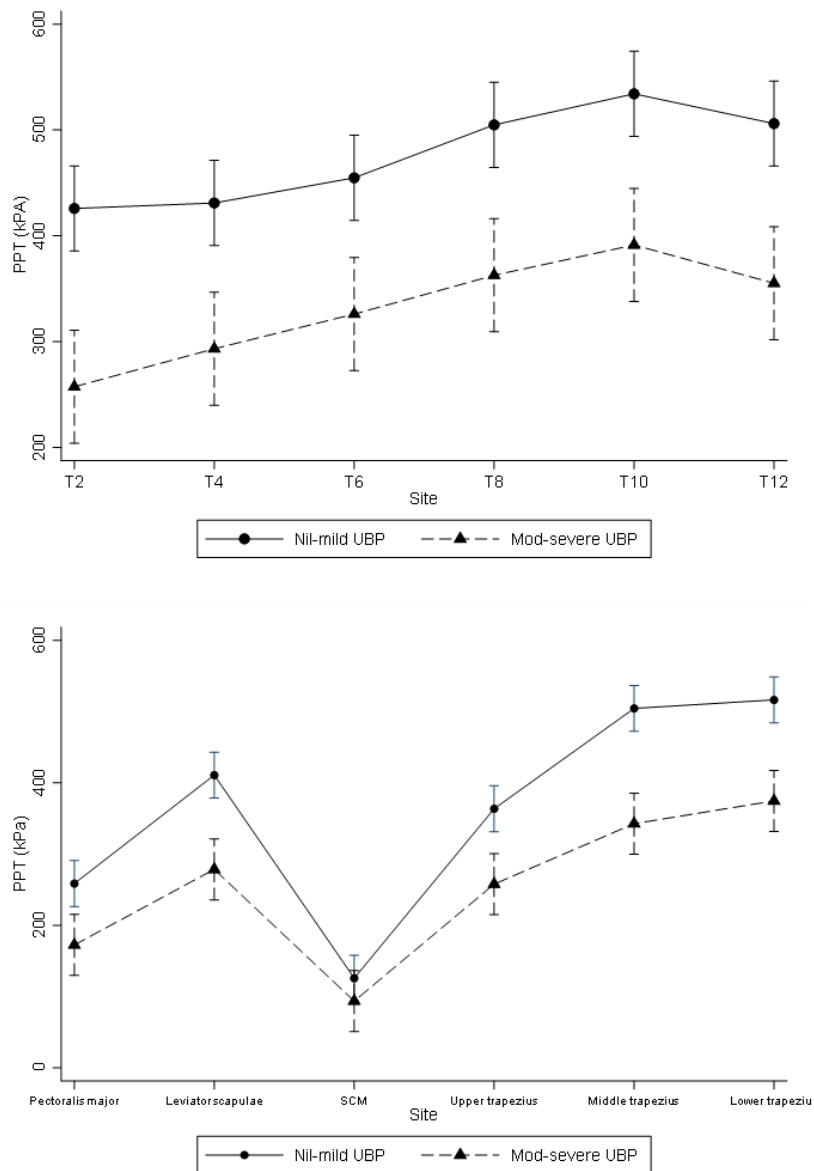 600
500
400
300
200
PPT (kPA)
T2 T4 T6 T8 T10 T12
Site
Nil-mild UBP Mod-severe UBP
600
400
200
0
PPT (kPa)
Pectoralis major Leviator scapulae SCM Upper trapezius Middle trapezius Lower trapeziu
Site
Nil-mild UBP Mod-severe UBP